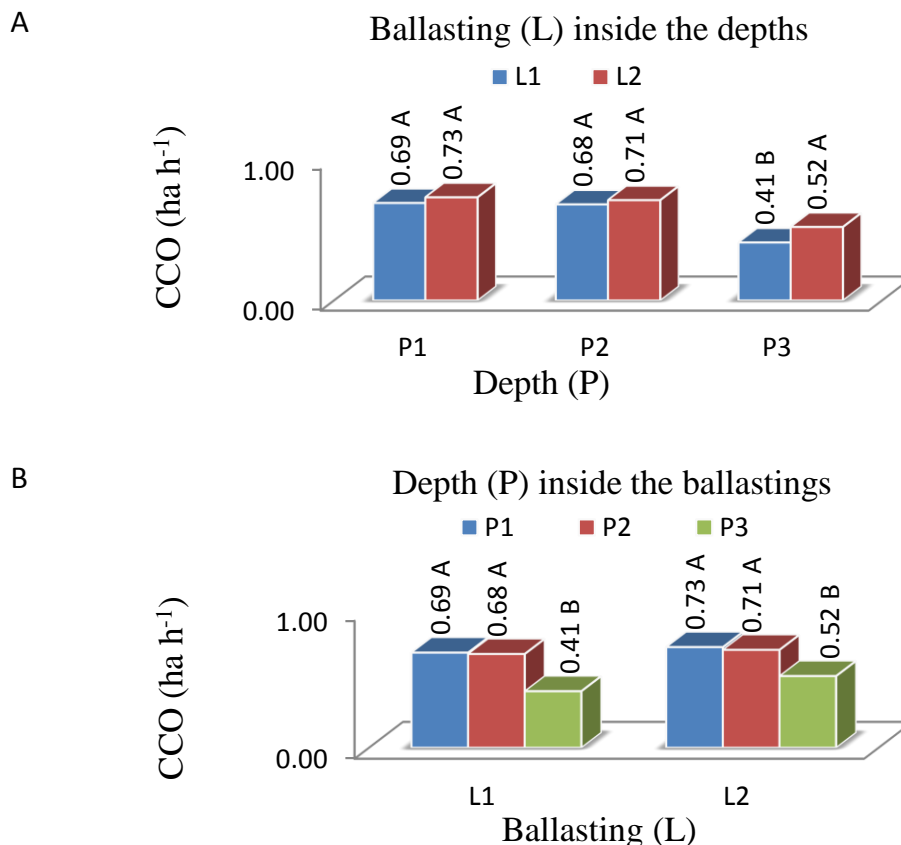 A
Ballasting (L) inside the depths
L1 L2
0.69 A 0.73 A 0.68 A 0.71 A 0.41 B 0.52 A
CCO (ha h-1)
1.00
0.00
P1 P2 P3
Depth (P)
B
Depth (P) inside the ballastings
P1 P2 P3
0.69 A 0.68 A 0.41 B 0.73 A 0.71 A 0.52 B
CCO (ha h-1)
1.00
0.00
L1 L2
Ballasting (L)